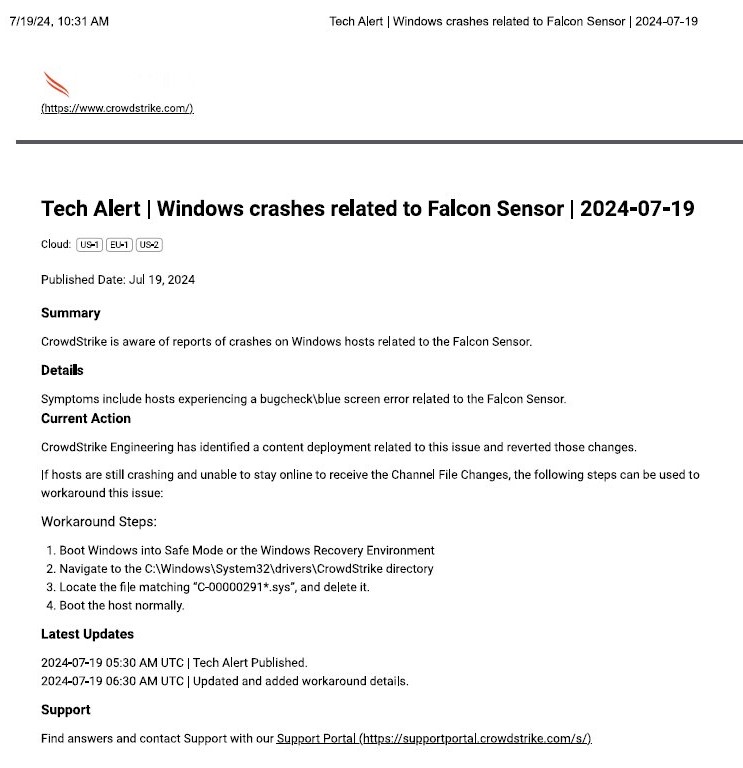 7/19/24, 10:31 AM
Tech Alert | Windows crashes related to Falcon Sensor | 2024-07-19
(https://www.crowdstrike.com/)
Tech Alert | Windows crashes related to Falcon Sensor | 2024-07-19
Cloud: US-1 EU-1 US-2
Published Date: Jul 19, 2024
Summary
CrowdStrike is aware of reports of crashes on Windows hosts related to the Falcon Sensor.
Details
Symptoms include hosts experiencing a bugcheck\blue screen error related to the Falcon Sensor.
Current Action
CrowdStrike Engineering has identified a content deployment related to this issue and reverted those changes.
If hosts are still crashing and unable to stay online to receive the Channel File Changes, the following steps can be used to
workaround this issue:
Workaround Steps:
1. Boot Windows into Safe Mode or the Windows Recovery Environment
2. Navigate to the C:\Windows\System32\drivers\CrowdStrike directory
3. Locate the file matching “C-00000291*.sys”, and delete it.
4. Boot the host normally.
Latest Updates
2024-07-19 05:30 AM UTC | Tech Alert Published.
2024-07-19 06:30 AM UTC | Updated and added workaround details.
Support
Find answers and contact Support with our Support Portal (https://supportportal.crowdstrike.com/s/)